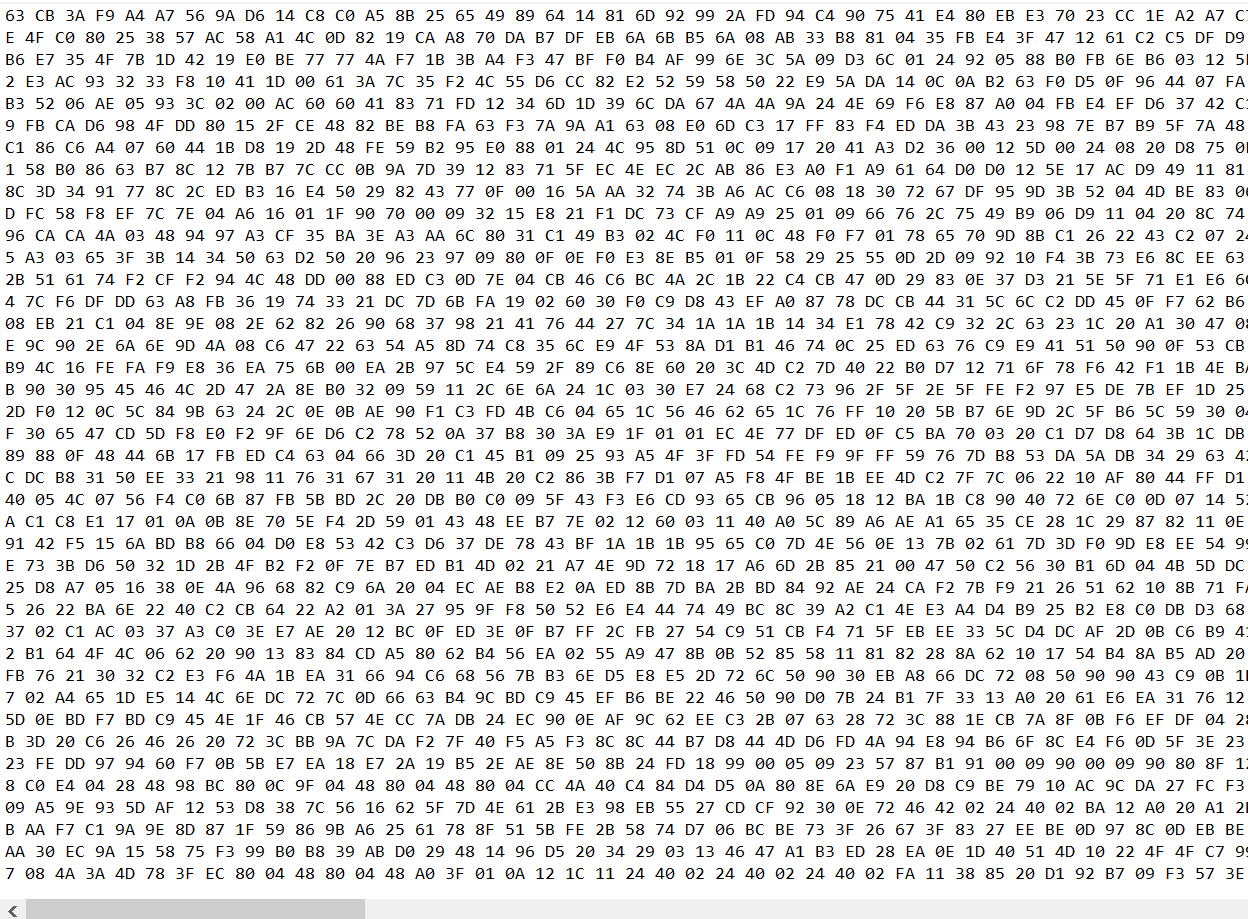 63 CB 3A F9 A4 A7 56 9A D6 14 C8 C0 A5 8B 25 65 49 89 64 14 81 6D 92 99 2A FD 94 C4 90 75 41 E4 80 EB E3 70 23 CC 1E A2 A7
E 4F C0 80 25 38 57 AC 58 A1 4C 0D 82 19 CA A8 70 DA B7 DF EB 6A 6B B5 6A 08 AB 33 B8 81 04 35 FB E4 3F 47 12 61 C2 C5 DF D9
B6 E7 35 4F 7B 1D 42 19 E0 BE 77 77 4A F7 1B 3B A4 F3 47 BF F0 B4 AF 99 6E 3C 5A 09 D3 6C 01 24 92 05 88 B0 FB 6E B6 03 12
2 E3 AC 93 32 33 F8 10 41 1D 00 61 3A 7C 35 F2 4C 55 D6 CC 82 E2 52 59 58 50 22 E9 5A DA 14 0C 0A B2 63 F0 D5 0F 96 44 07 FA
B3 52 06 AE 05 93 3C 02 00 AC 60 60 41 83 71 FD 12 34 6D 1D 39 6C DA 67 4A 4A 9A 24 4E 69 F6 E8 87 A0 04 FB E4 EF D6 37 42
9 FB CA D6 98 4F DD 80 15 2F CE 48 82 BE B8 FA 63 F3 7A 9A A1 63 08 E0 6D C3 17 FF 83 F4 ED DA 3B 43 23 98 7E B7 B9 5F 7A 48
C1 86 C6 A4 07 60 44 1B D8 19 2D 48 FE 59 B2 95 E0 88 01 24 4C 95 8D 51 0C 09 17 20 41 A3 D2 36 00 12 5D 00 24 08 20 D8 75
1 58 B0 86 63 B7 8C 12 7B B7 7C CC 0B 9A 7D 39 12 83 71 5F EC 4E EC 2C AB 86 E3 A0 F1 A9 61 64 D0 D0 12 5E 17 AC D9 49 11 81
8C 3D 34 91 77 8C 2C ED B3 16 E4 50 29 82 43 77 0F 00 16 5A AA 32 74 3B A6 AC C6 08 18 30 72 67 DF 95 9D 3B 52 04 4D BE 83
D FC 58 F8 EF 7C 7E 04 A6 16 01 1F 90 70 00 09 32 15 E8 21 F1 DC 73 CF A9 A9 25 01 09 66 76 2C 75 49 B9 06 D9 11 04 20 8C 74
96 CA CA 4A 03 48 94 97 A3 CF 35 BA 3E A3 AA 6C 80 31 C1 49 B3 02 4C F0 11 0C 48 F0 F7 01 78 65 70 9D 8B C1 26 22 43 C2 07
5 A3 03 65 3F 3B 14 34 50 63 D2 50 20 96 23 97 09 80 0F 0E F0 E3 8E B5 01 0F 58 29 25 55 0D 2D 09 92 10 F4 3B 73 E6 8C EE 63
2B 51 61 74 F2 CF F2 94 4C 48 DD 00 88 ED C3 0D 7E 04 CB 46 C6 BC 4A 2C 1B 22 C4 CB 47 0D 29 83 0E 37 D3 21 5E 5F 71 E1 E6
4 7C F6 DF DD 63 A8 FB 36 19 74 33 21 DC 7D 6B FA 19 02 60 30 F0 C9 D8 43 EF A0 87 78 DC CB 44 31 5C 6C C2 DD 45 0F F7 62 B6
08 EB 21 C1 04 8E 9E 08 2E 62 82 26 90 68 37 98 21 41 76 44 27 7C 34 1A 1A 1B 14 34 E1 78 42 C9 32 2C 63 23 1C 20 A1 30 47
E 9C 90 2E 6A 6E 9D 4A 08 C6 47 22 63 54 A5 8D 74 C8 35 6C E9 4F 53 8A D1 B1 46 74 0C 25 ED 63 76 C9 E9 41 51 50 90 0F 53 CB
B9 4C 16 FE FA F9 E8 36 EA 75 6B 00 EA 2B 97 5C E4 59 2F 89 C6 8E 60 20 3C 4D C2 7D 40 22 B0 D7 12 71 6F 78 F6 42 F1 1B 4E
B 90 30 95 45 46 4C 2D 47 2A 8E B0 32 09 59 11 2C 6E 6A 24 1C 03 30 E7 24 68 C2 73 96 2F 5F 2E 5F FE F2 97 E5 DE 7B EF 1D 25
2D F0 12 0C 5C 84 9B 63 24 2C 0E 0B AE 90 F1 C3 FD 4B C6 04 65 1C 56 46 62 65 1C 76 FF 10 20 5B B7 6E 9D 2C 5F B6 5C 59 30
F 30 65 47 CD 5D F8 E0 F2 9F 6E D6 C2 78 52 0A 37 B8 30 3A E9 1F 01 01 EC 4E 77 DF ED 0F C5 BA 70 03 20 C1 D7 D8 64 3B 1C DB
89 88 0F 48 44 6B 17 FB ED C4 63 04 66 3D 20 C1 45 B1 09 25 93 A5 4F 3F FD 54 FE F9 9F FF 59 76 7D B8 53 DA 5A DB 34 29 63
C DC B8 31 50 EE 33 21 98 11 76 31 67 31 20 11 4B 20 C2 86 3B F7 D1 07 A5 F8 4F BE 1B EE 4D C2 F7 7C 06 22 10 AF 80 44 FF D1
40 05 4C 07 56 F4 C0 6B 87 FB 5B BD 2C 20 DB B0 C0 09 5F 43 F3 E6 CD 93 65 CB 96 05 18 12 BA 1B C8 90 40 72 6E C0 0D 07 14
A C1 C8 E1 17 01 0A 0B 8E 70 5E F4 2D 59 01 43 48 EE B7 7E 02 12 60 03 11 40 A0 5C 89 A6 AE A1 65 35 CE 28 1C 29 87 82 11 0E
91 42 F5 15 6A BD B8 66 04 D0 E8 53 42 C3 D6 37 DE 78 43 BF 1A 1B 1B 95 65 C0 7D 4E 56 0E 13 7B 02 61 7D 3D F0 9D E8 EE 54
E 73 3B D6 50 32 1D 2B 4F B2 F2 0F 7E B7 ED B1 4D 02 21 A7 4E 9D 72 18 17 A6 6D 2B 85 21 00 47 50 C2 56 30 B1 6D 04 4B 5D DC
25 D8 A7 05 16 38 0E 4A 96 68 82 C9 6A 20 04 EC AE B8 E2 0A ED 8B 7D BA 2B BD 84 92 AE 24 CA F2 7B F9 21 26 51 62 10 8B 71
5 26 22 BA 6E 22 40 C2 CB 64 22 A2 01 3A 27 95 9F F8 50 52 E6 E4 44 74 49 BC 8C 39 A2 C1 4E E3 A4 D4 B9 25 B2 E8 C0 DB D3 68
37 02 C1 AC 03 37 A3 C0 3E E7 AE 20 12 BC 0F ED 3E 0F B7 FF 2C FB 27 54 C9 51 CB F4 71 5F EB EE 33 5C D4 DC AF 2D 0B C6 B9
2 B1 64 4F 4C 06 62 20 90 13 83 84 CD A5 80 62 B4 56 EA 02 55 A9 47 8B 0B 52 85 58 11 81 82 28 8A 62 10 17 54 B4 8A B5 AD 20
FB 76 21 30 32 C2 E3 F6 4A 1B EA 31 66 94 C6 68 56 7B B3 6E D5 E8 E5 2D 72 6C 50 90 30 EB A8 66 DC 72 08 50 90 90 43 C9 0B
7 02 A4 65 1D E5 14 4C 6E DC 72 7C 0D 66 63 B4 9C BD C9 45 EF B6 BE 22 46 50 90 D0 7B 24 B1 7F 33 13 A0 20 61 E6 EA 31 76 12
5D 0E BD F7 BD C9 45 4E 1F 46 CB 57 4E CC 7A DB 24 EC 90 0E AF 9C 62 EE C3 2B 07 63 28 72 3C 88 1E CB 7A 8F 0B F6 EF DF 04
B 3D 20 C6 26 46 26 20 72 3C BB 9A 7C DA F2 7F 40 F5 A5 F3 8C 8C 44 B7 D8 44 4D D6 FD 4A 94 E8 94 B6 6F 8C E4 F6 0D 5F 3E 23
23 FE DD 97 94 60 F7 0B 5B E7 EA 18 E7 2A 19 B5 2E AE 8E 50 8B 24 FD 18 99 00 05 09 23 57 87 B1 91 00 09 90 00 09 90 80 8F
8 C0 E4 04 28 48 98 BC 80 0C 9F 04 48 80 04 48 80 04 CC 4A 40 C4 84 D4 D5 0A 80 8E 6A E9 20 D8 C9 BE 79 10 AC 9C DA 27 FC F3
09 A5 9E 93 5D AF 12 53 D8 38 7C 56 16 62 5F 7D 4E 61 2B E3 98 EB 55 27 CD CF 92 30 0E 72 46 42 02 24 40 02 BA 12 A0 20 A1
B AA F7 C1 9A 9E 8D 87 1F 59 86 9B A6 25 61 78 8F 51 5B FE 2B 58 74 D7 06 BC BE 73 3F 26 67 3F 83 27 EE BE 0D 97 8C 0D EB BE
AA 30 EC 9A 15 58 75 F3 99 B0 B8 39 AB D0 29 48 14 96 D5 20 34 29 03 13 46 47 A1 B3 ED 28 EA 0E 1D 40 51 4D 10 22 4F 4F C7
7 08 4A 3A 4D 78 3F EC 80 04 48 80 04 48 A0 3F 01 0A 12 1C 11 24 40 02 24 40 02 24 40 02 FA 11 38 85 20 D1 92 B7 09 F3 57 3E